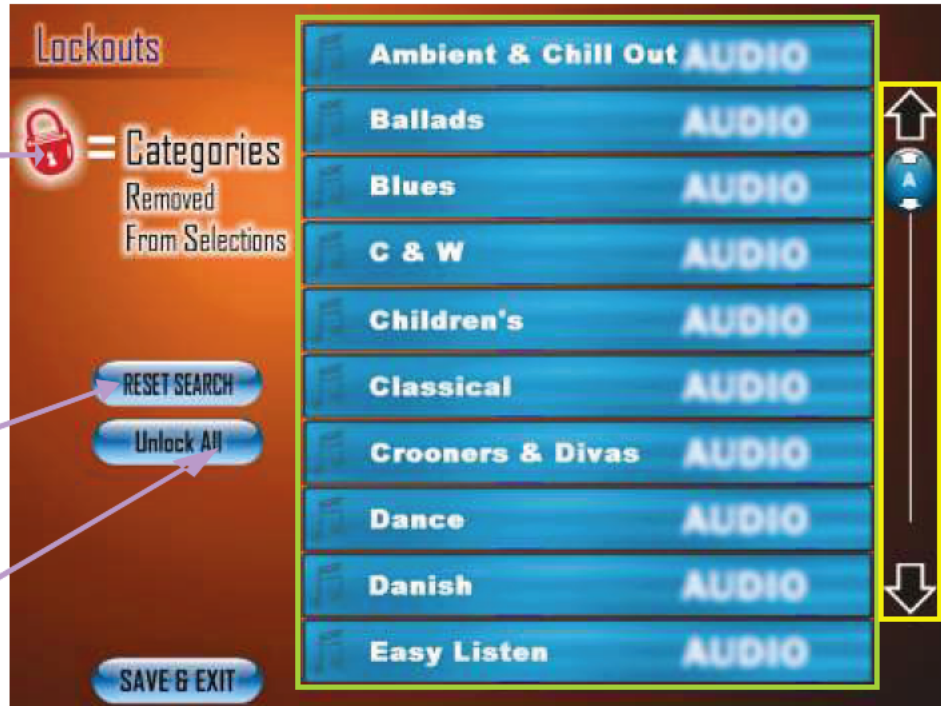 Lockouts
= Categories
Removed
From Selections
RESET SEARCH
Unlock All
SAVE & EXIT
Ambient & Chill Out AUDIO
Ballads AUDIO
Blues AUDIO
C & W AUDIO
Children's AUDIO
Classical AUDIO
Crooners & Divas AUDIO
Dance AUDIO
Danish AUDIO
Easy Listen AUDIO
A